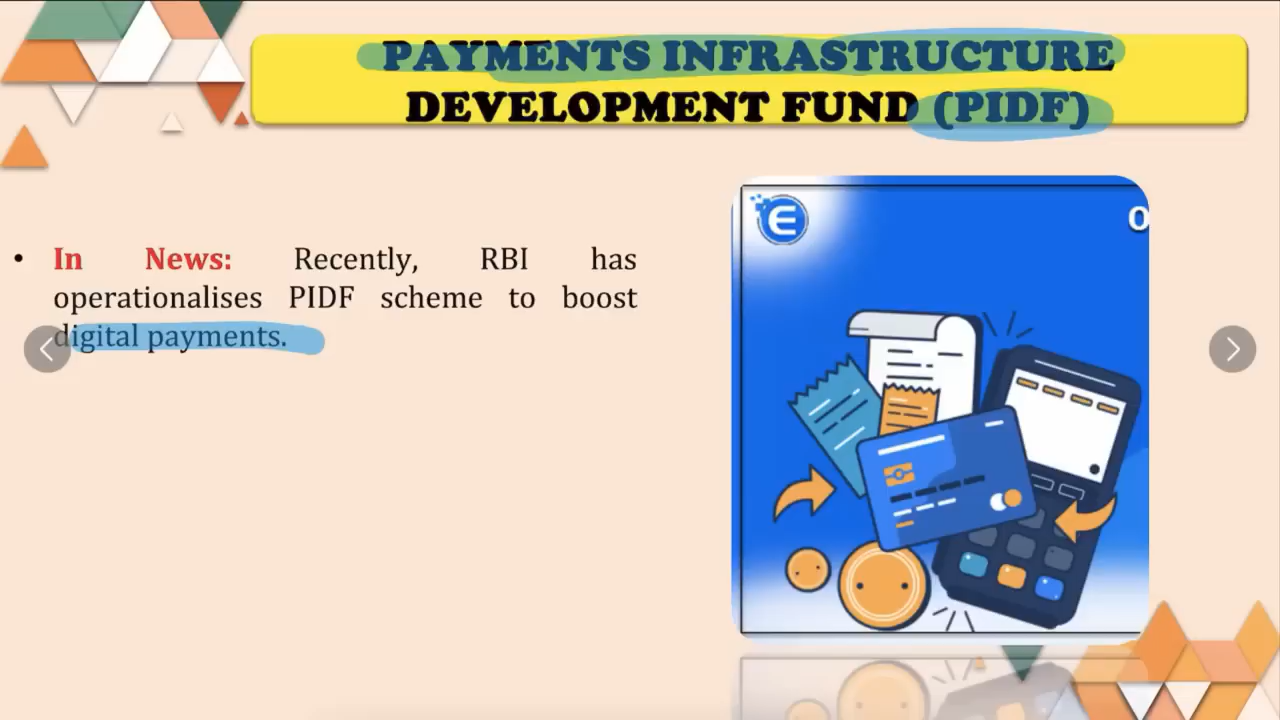 PAYMENTS INFRASTRUCTURE
DEVELOPMENT FUND (PIDF)
• In News: Recently, RBI has
operationalises PIDF scheme to boost
digital payments.